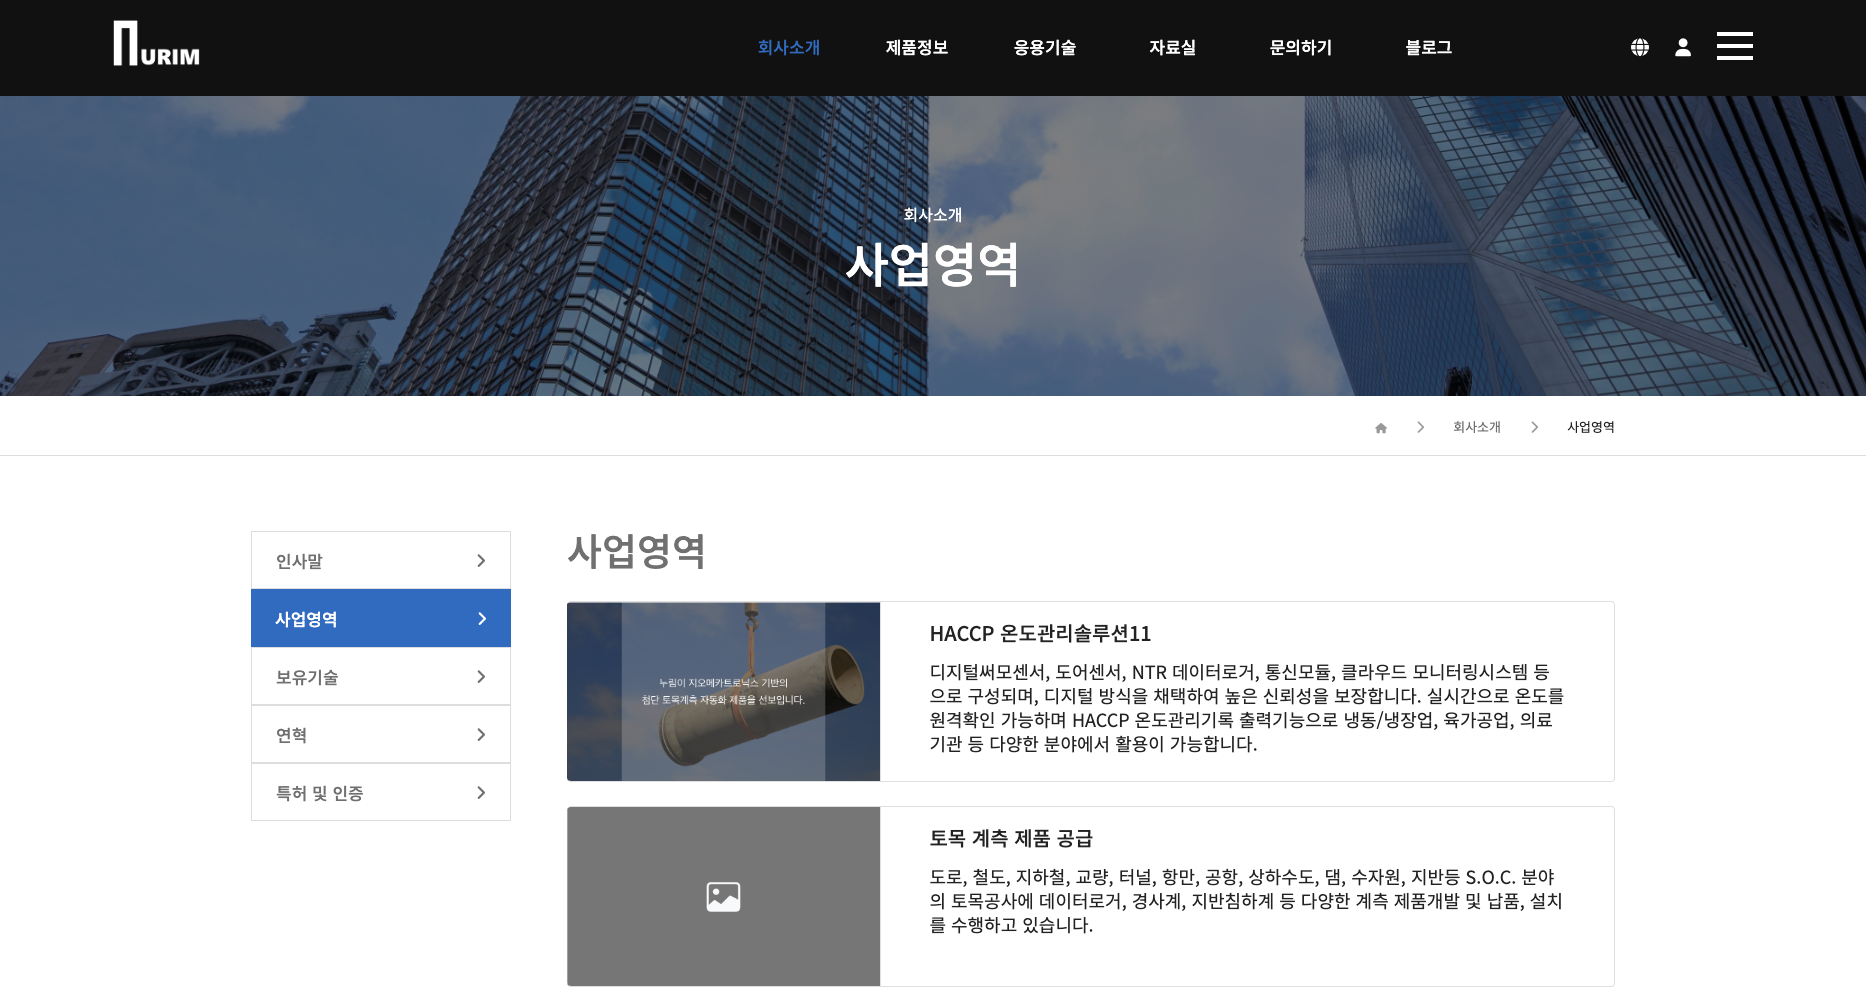 NURIM
회사소개
제품정보
응용기술
자료실
문의하기
블로그
회사소개
사업영역
회사소개
사업영역
인사말
사업영역
보유기술
연혁
특허 및 인증
사업영역
누림이 지오메카트로닉스 기반의
첨단 토목계측 자동화 제품을 선보입니다.
HACCP 온도관리솔루션11
디지털써모센서, 도어센서, NTR 데이터로거, 통신모듈, 클라우드 모니터링시스템 등
으로 구성되며, 디지털 방식을 채택하여 높은 신뢰성을 보장합니다. 실시간으로 온도를
원격확인 가능하며 HACCP 온도관리기록 출력기능으로 냉동/냉장업, 육가공업, 의료
기관 등 다양한 분야에서 활용이 가능합니다.
토목 계측 제품 공급
도로, 철도, 지하철, 교량, 터널, 항만, 공항, 상하수도, 댐, 수자원, 지반등 S.O.C. 분야
의 토목공사에 데이터로거, 경사계, 지반침하계 등 다양한 계측 제품개발 및 납품, 설치
를 수행하고 있습니다.